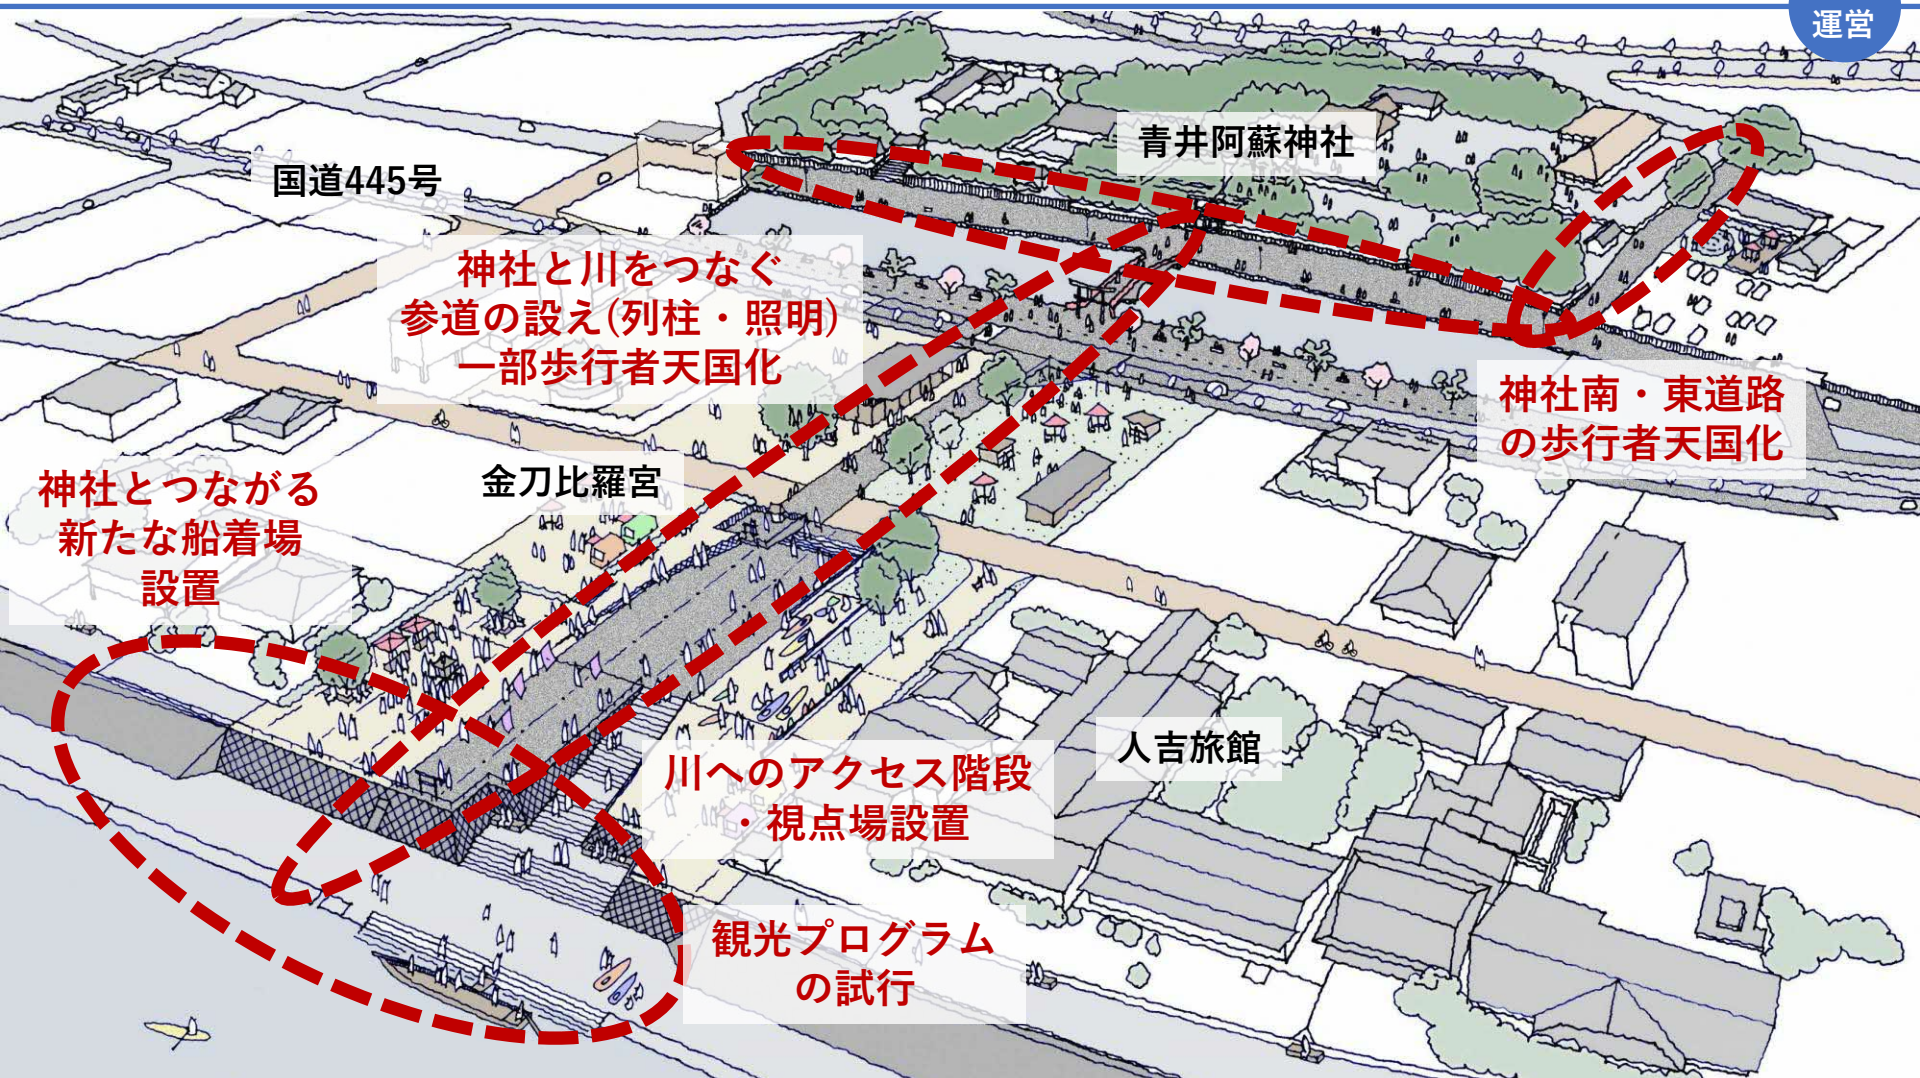 運営
青井阿蘇神社
国道445号
神社と川をつなぐ
参道の設え(列柱・照明)
一部歩行者天国化
神社南・東道路
の歩行者天国化
金刀比羅宮
神社とつながる
新たな船着場
設置
人吉旅館
川へのアクセス階段
・視点場設置
観光プログラム
の試行